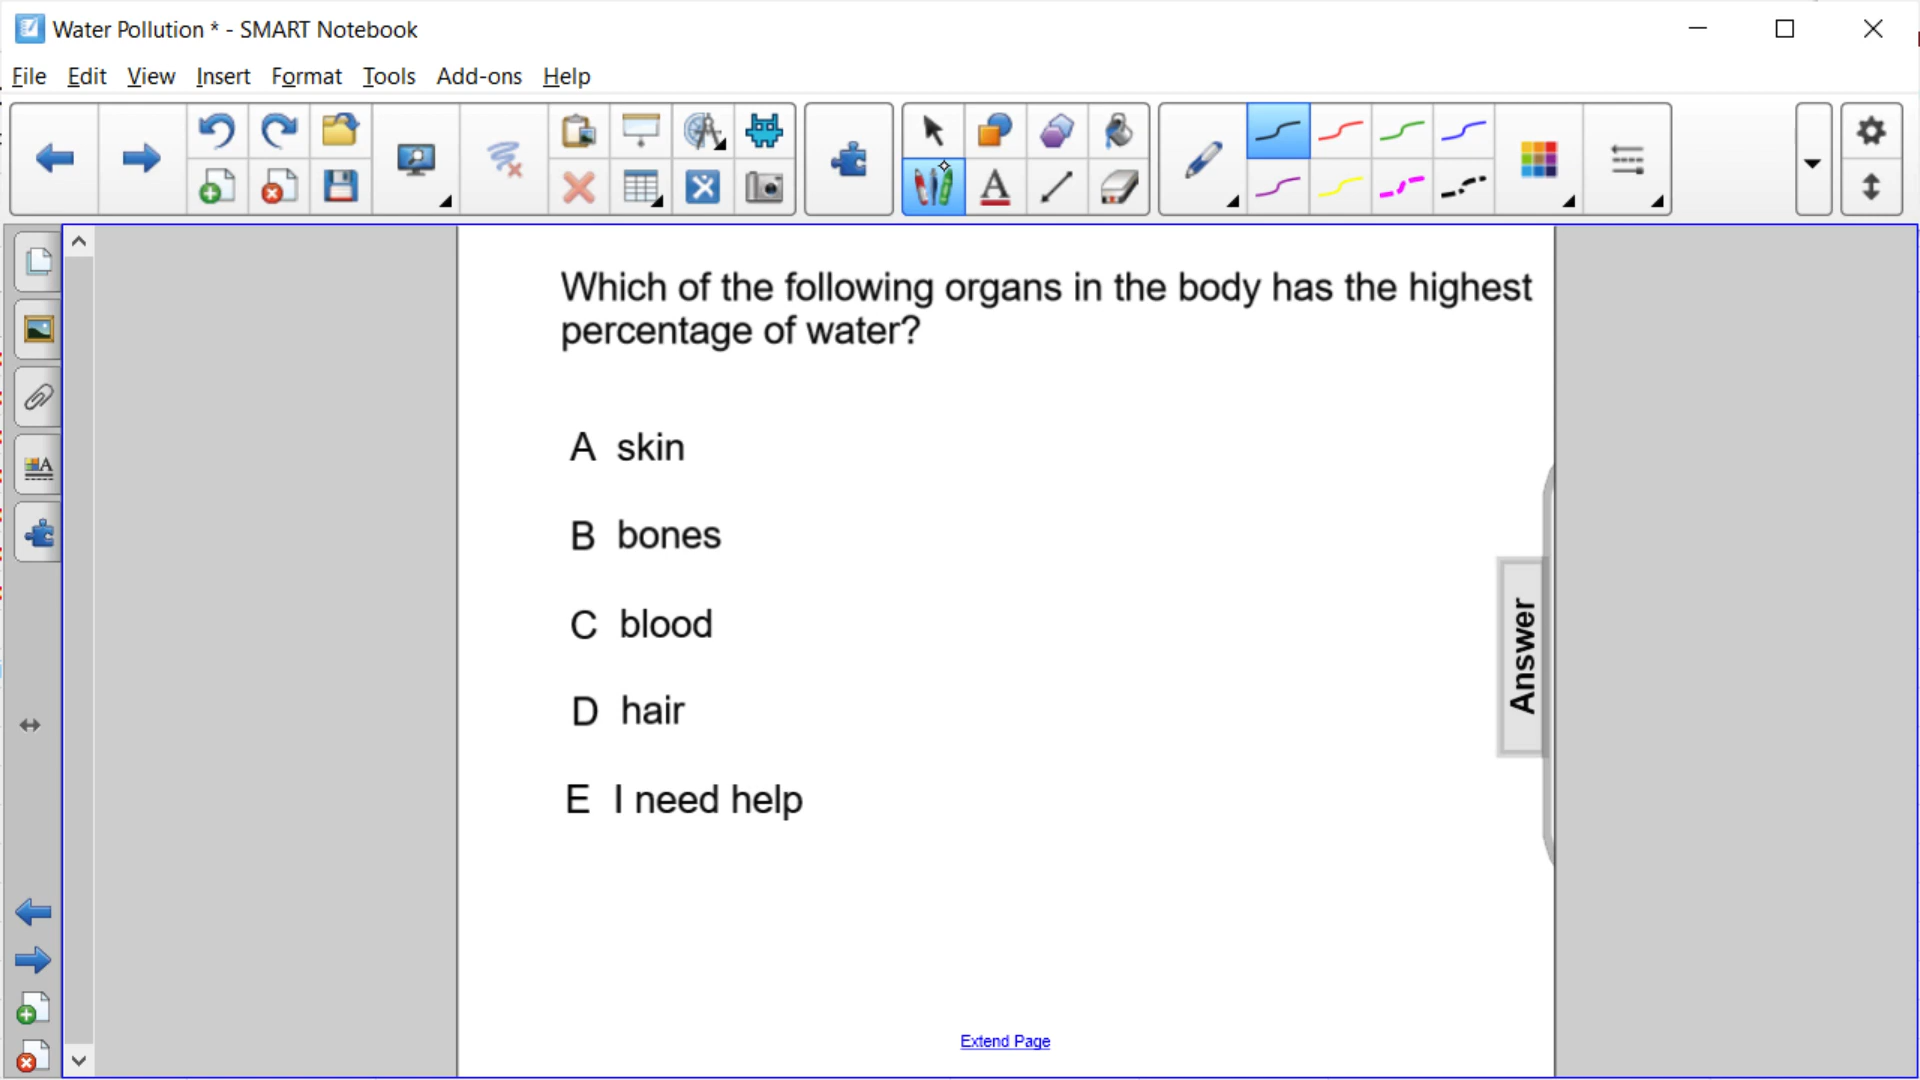 Water Pollution * - SMART Notebook
File Edit View Insert Format Tools Add-ons Help
Which of the following organs in the body has the highest
percentage of water?
A skin
B bones
C blood
D hair
E I need help
Answer
Extend Page